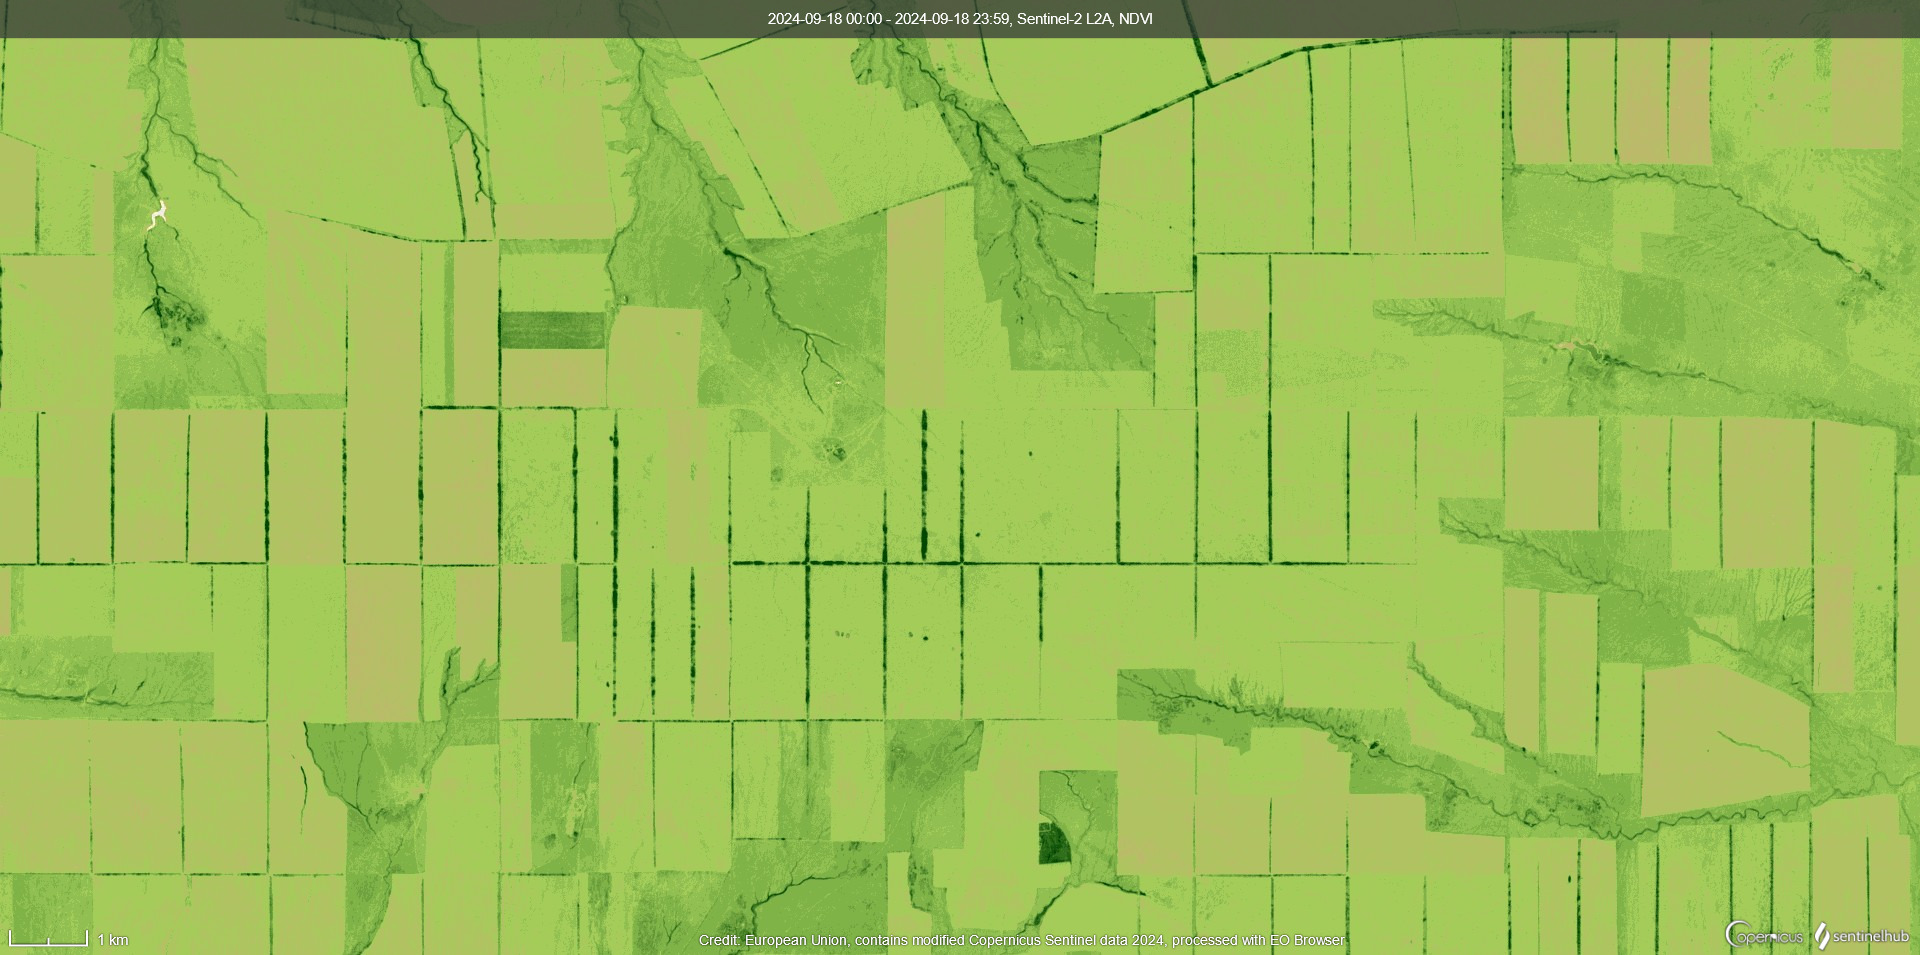 2024-09-18 00:00 - 2024-09-18 23:59, Sentinel-2 L2A, NDVI
1 km
Credit: European Union, contains modified Copernicus Sentinel data 2024, processed with EO Browser
opernicus
sentinelhub